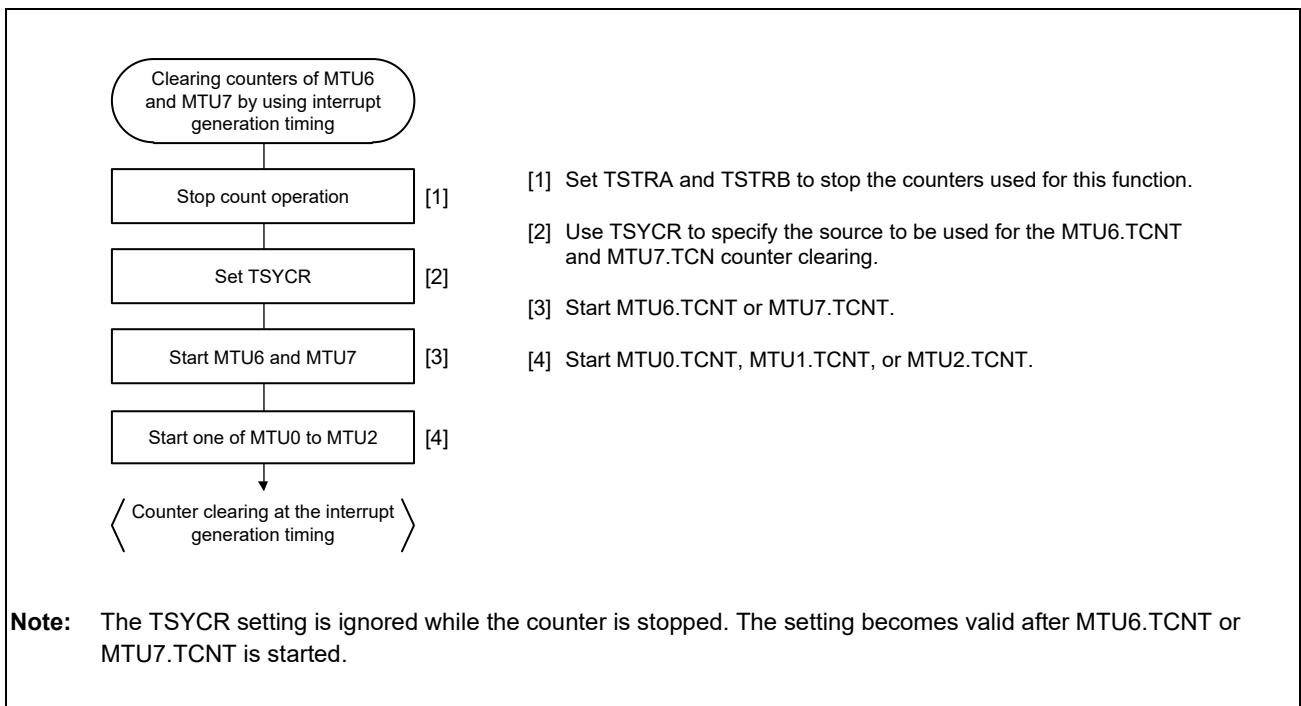 Clearing counters of MTU6
and MTU7 by using interrupt
generation timing
Stop count operation
[1]
Set TSYCR
[2]
Start MTU6 and MTU7
[3]
Start one of MTU0 to MTU2
[4]
Counter clearing at the interrupt
generation timing
[1] Set TSTRA and TSTRB to stop the counters used for this function.
[2] Use TSYCR to specify the source to be used for the MTU6.TCNT
and MTU7.TCN counter clearing.
[3] Start MTU6.TCNT or MTU7.TCNT.
[4] Start MTU0.TCNT, MTU1.TCNT, or MTU2.TCNT.
Note: The TSYCR setting is ignored while the counter is stopped. The setting becomes valid after MTU6.TCNT or
MTU7.TCNT is started.